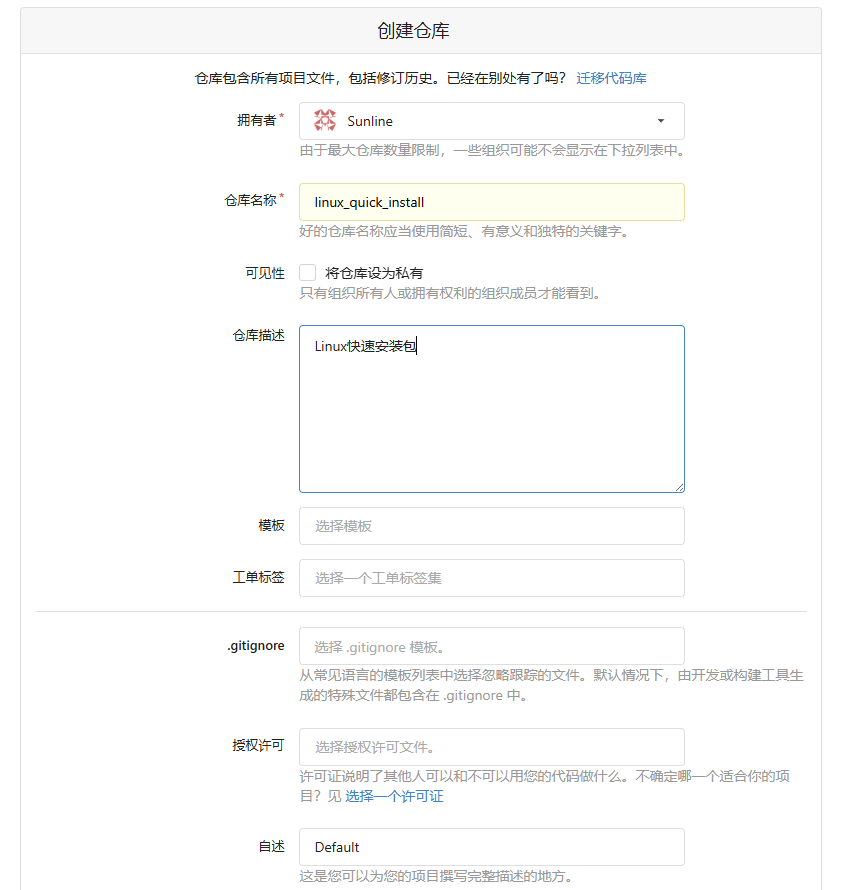 创建仓库
仓库包含所有项目文件，包括修订历史。已经在别处有了吗？ 迁移代码库
拥有者*
Sunline
由于最大仓库数量限制，一些组织可能不会显示在下拉列表中。
仓库名称*
linux_quick_install
好的仓库名称应当使用简短、有意义和独特的关键字。
可见性
将仓库设为私有
只有组织所有人或拥有权利的组织成员才能看到。
仓库描述
Linux快速安装包
模板
选择模板
工单标签
选择一个工单标签集
.gitignore
选择 .gitignore 模板。
从常见语言的模板列表中选择忽略跟踪的文件。默认情况下，由开发或构建工具生
成的特殊文件都包含在 .gitignore 中。
授权许可
选择授权许可文件。
许可证说明了其他人可以和不可以用您的代码做什么。不确定哪一个适合你的项
目？见 选择一个许可证
自述
Default
这是您可以为您的项目撰写完整描述的地方。